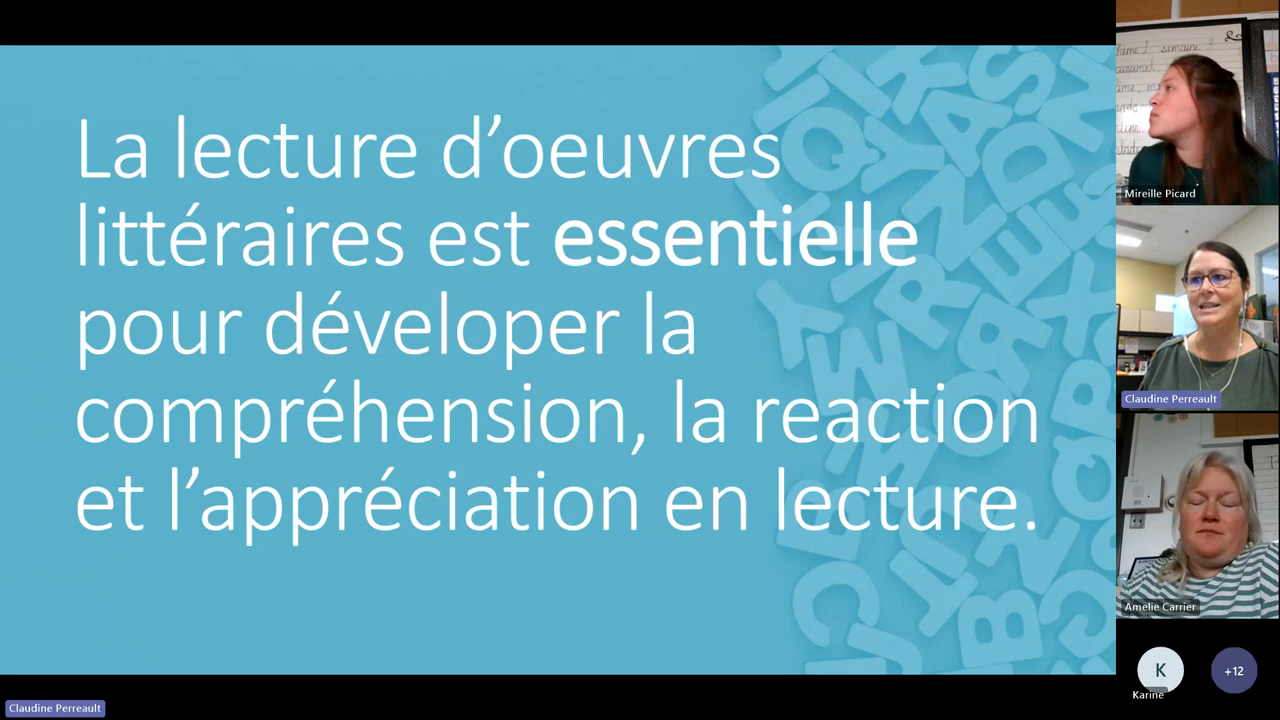 La lecture d’oeuvres
littéraires est essentielle
pour déveloper la
compréhension, la reaction
et l’appréciation en lecture.
Mireille Picard
Claudine Perreault
Amelie Carrier
K
Karine
+12
Claudine Perreault